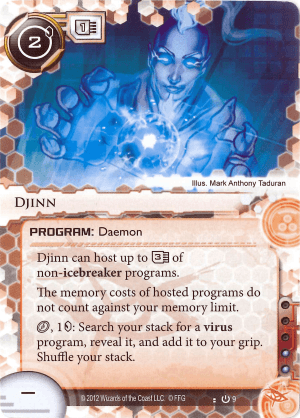 2
1
Illus. Mark Anthony Taduran
DJINN
PROGRAM: Daemon
Djinn can host up to 3 of
non-icebreaker programs.
The memory costs of hosted programs do
not count against your memory limit.
, 1: Search your stack for a virus
program, reveal it, and add it to your grip.
Shuffle your stack.
–
© 2012 Wizards of the Coast LLC. © FFG
9